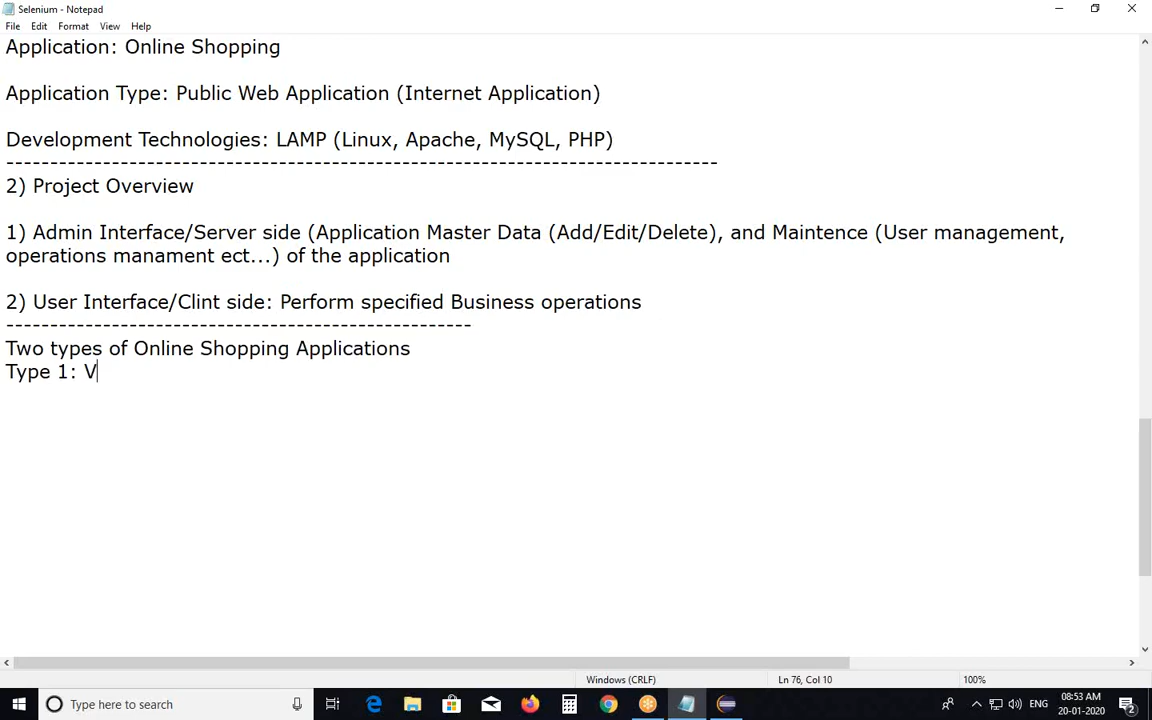 Selenium - Notepad
File Edit Format View Help
Application: Online Shopping
Application Type: Public Web Application (Internet Application)
Development Technologies: LAMP (Linux, Apache, MySQL, PHP)
---------------------------------------------------------------------------------
2) Project Overview
1) Admin Interface/Server side (Application Master Data (Add/Edit/Delete), and Maintence (User management,
operations manament ect...) of the application
2) User Interface/Clint side: Perform specified Business operations
-----------------------------------------------------
Two types of Online Shopping Applications
Type 1: V
Windows (CRLF) Ln 76, Col 10 100%
Type here to search
ENG
08:53 AM
20-01-2020
2